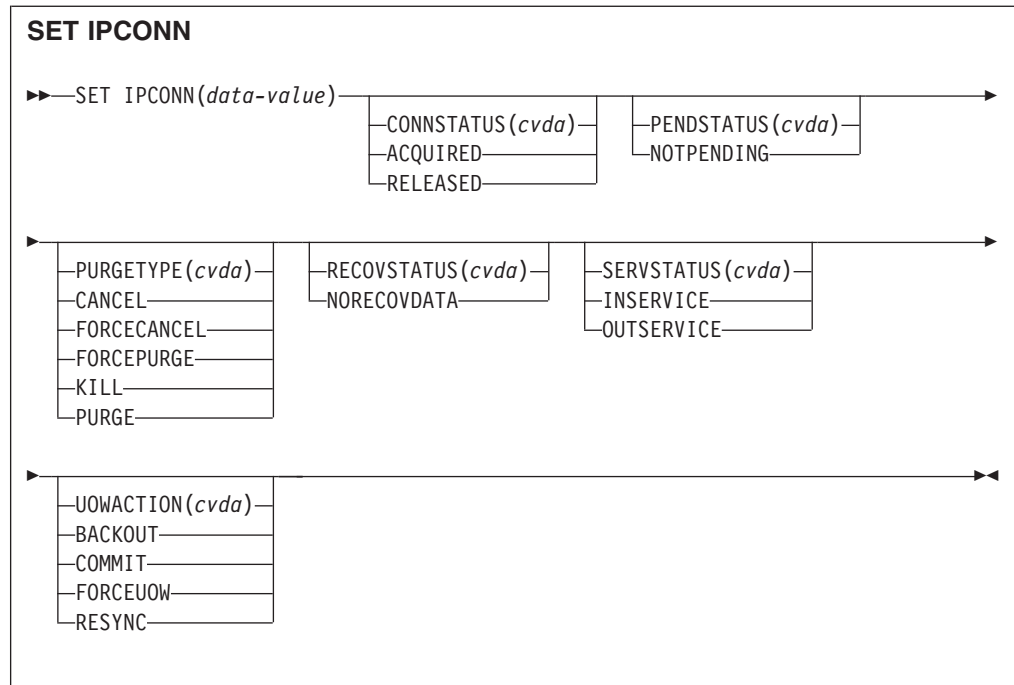 SET IPCONN
SET IPCONN(data-value)
CONNSTATUS(cvda)
ACQUIRED
RELEASED
PENDSTATUS(cvda)
NOTPENDING
PURGETYPE(cvda)
CANCEL
FORCECANCEL
FORCEPURGE
KILL
PURGE
RECOVSTATUS(cvda)
NORECOVDATA
SERVSTATUS(cvda)
INSERVICE
OUTSERVICE
UOWACTION(cvda)
BACKOUT
COMMIT
FORCEUOW
RESYNC